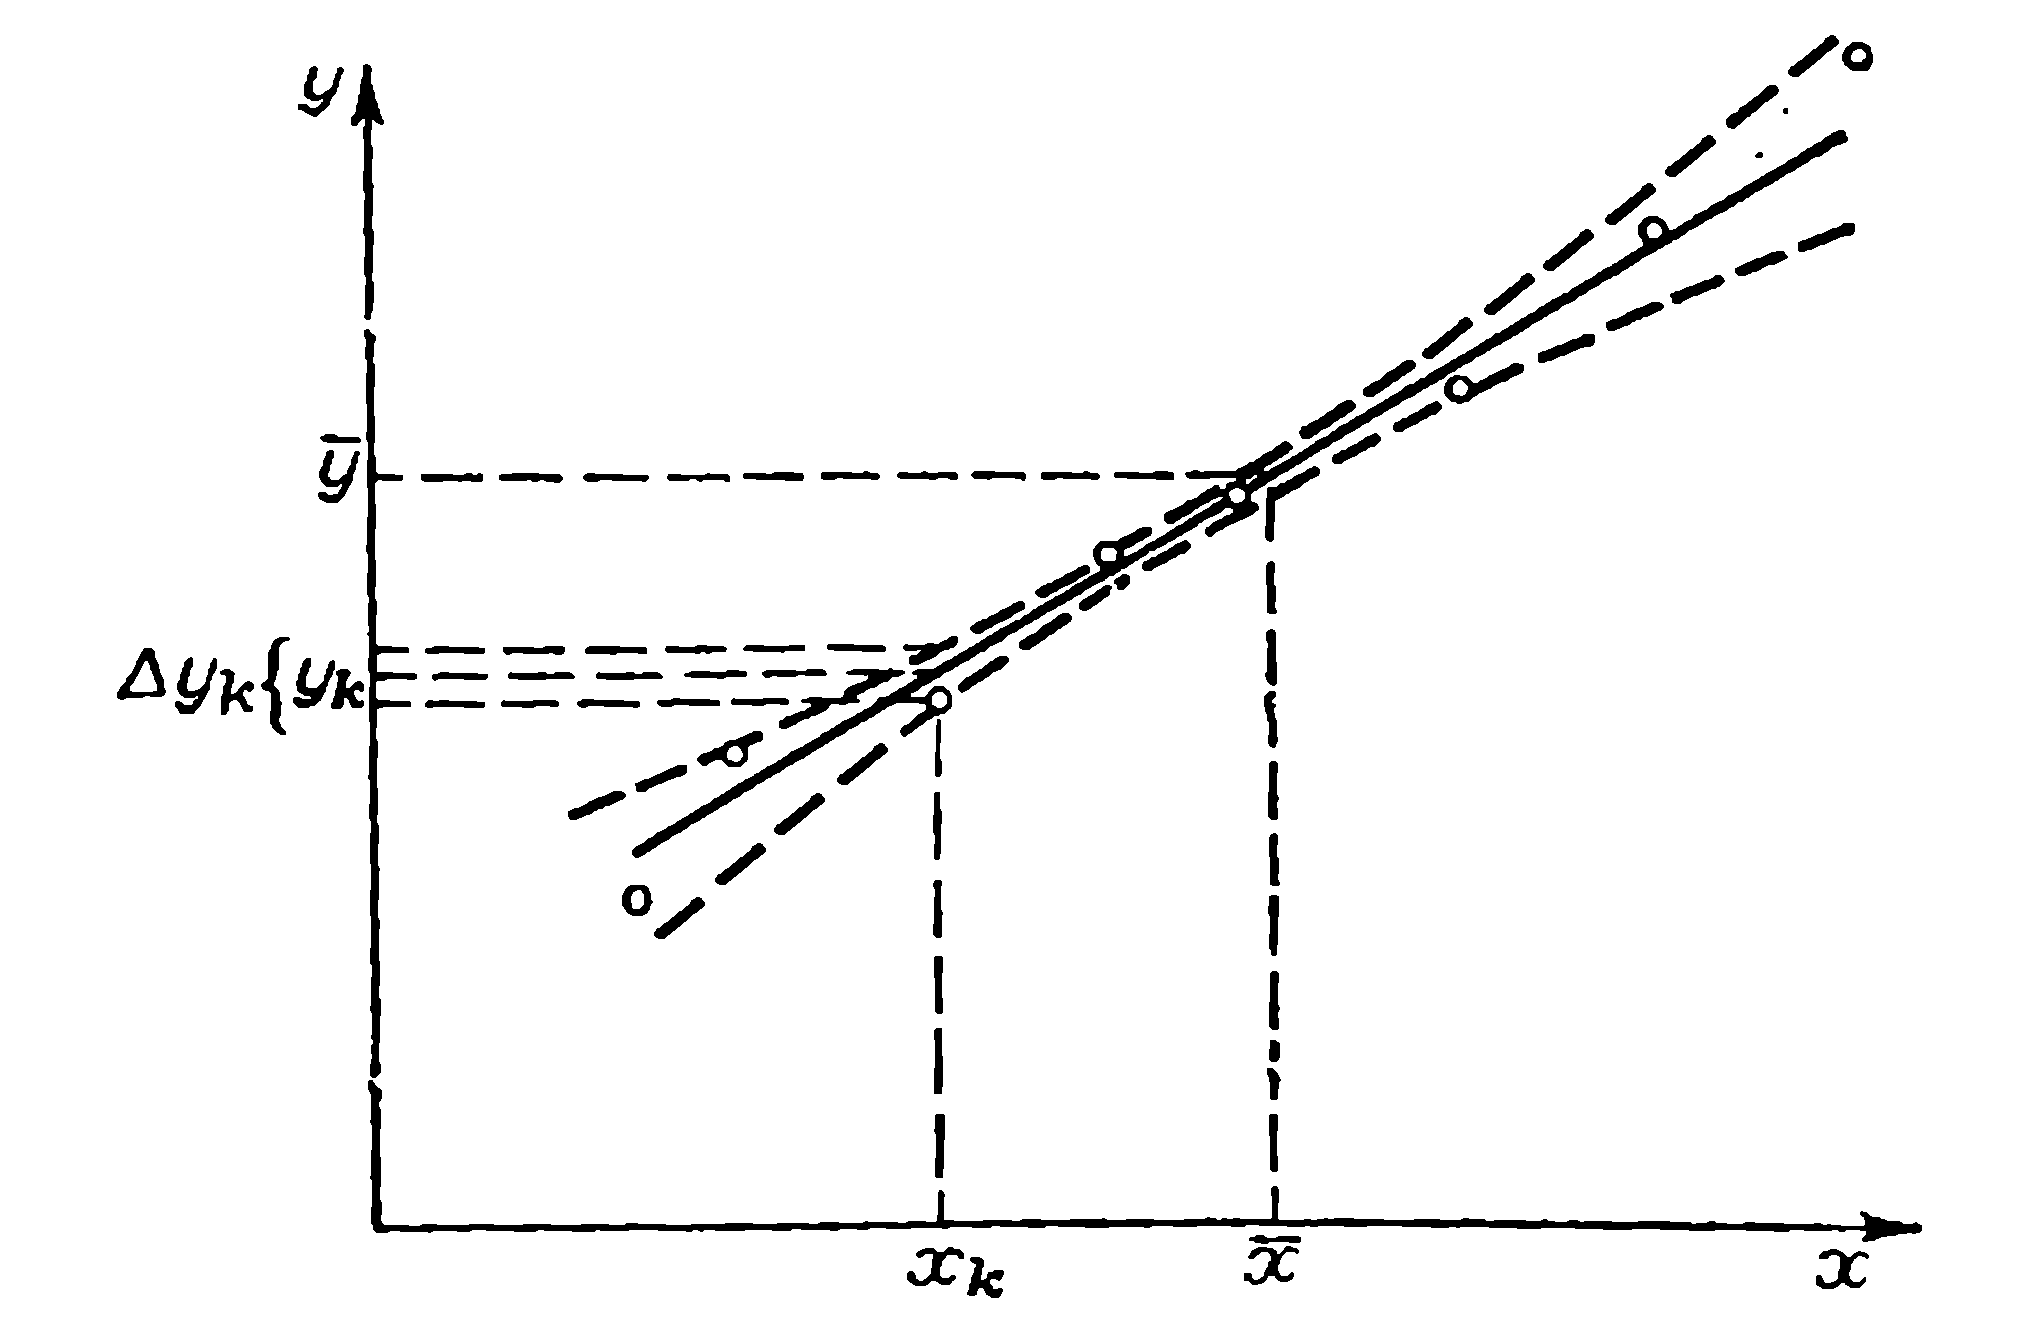 y
y̅
Δy_k{y_k
x_k
x̅
x